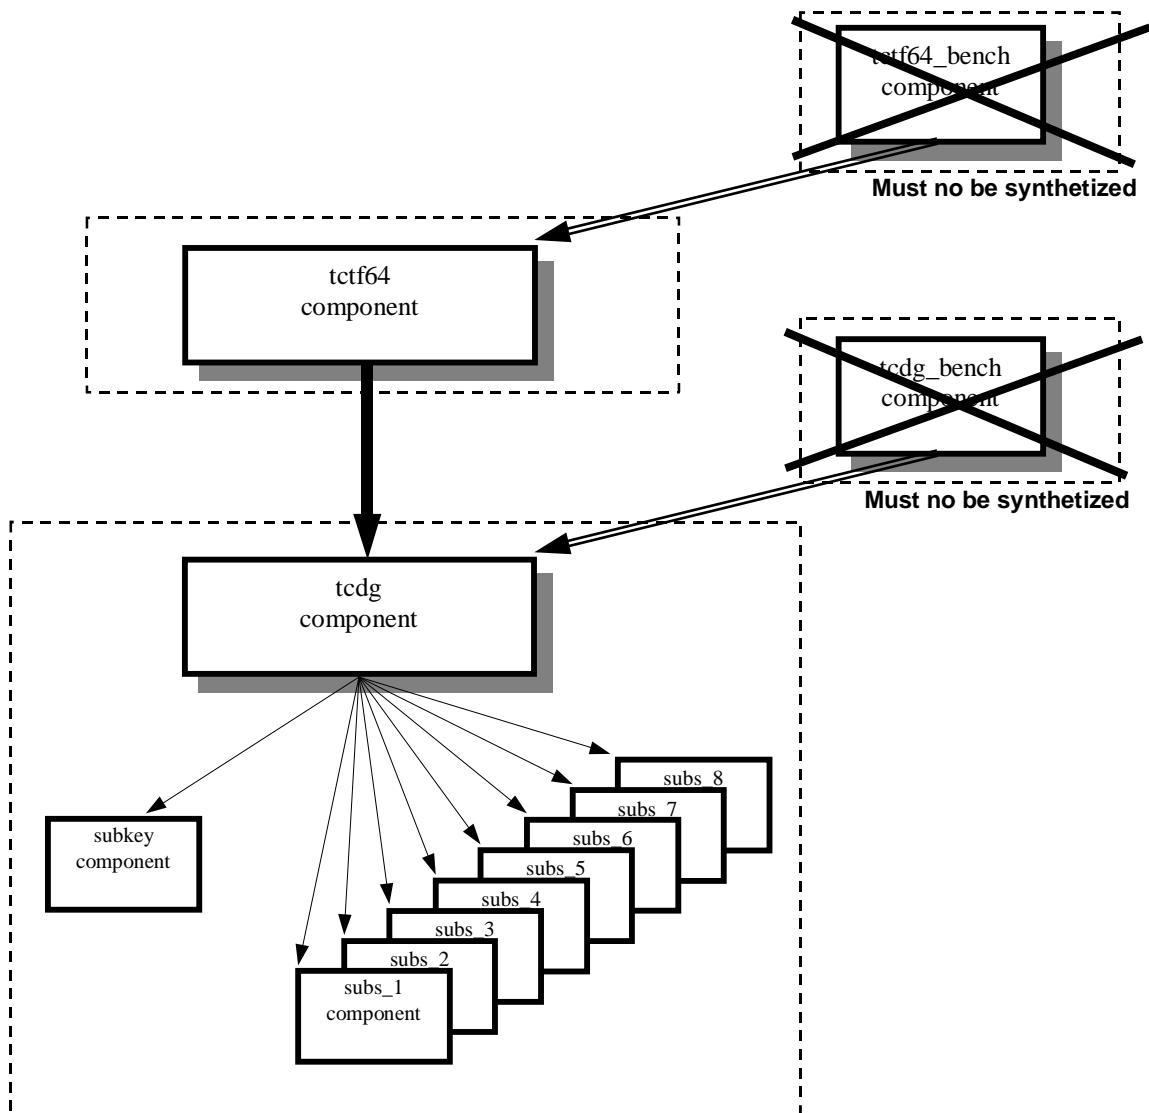 tctf64_bench
component
Must no be synthetized
tctf64
component
tcdg_bench
component
Must no be synthetized
tcdg
component
subs_8
subs_7
subs_6
subs_5
subs_4
subs_3
subs_2
subs_1
component
subkey
component